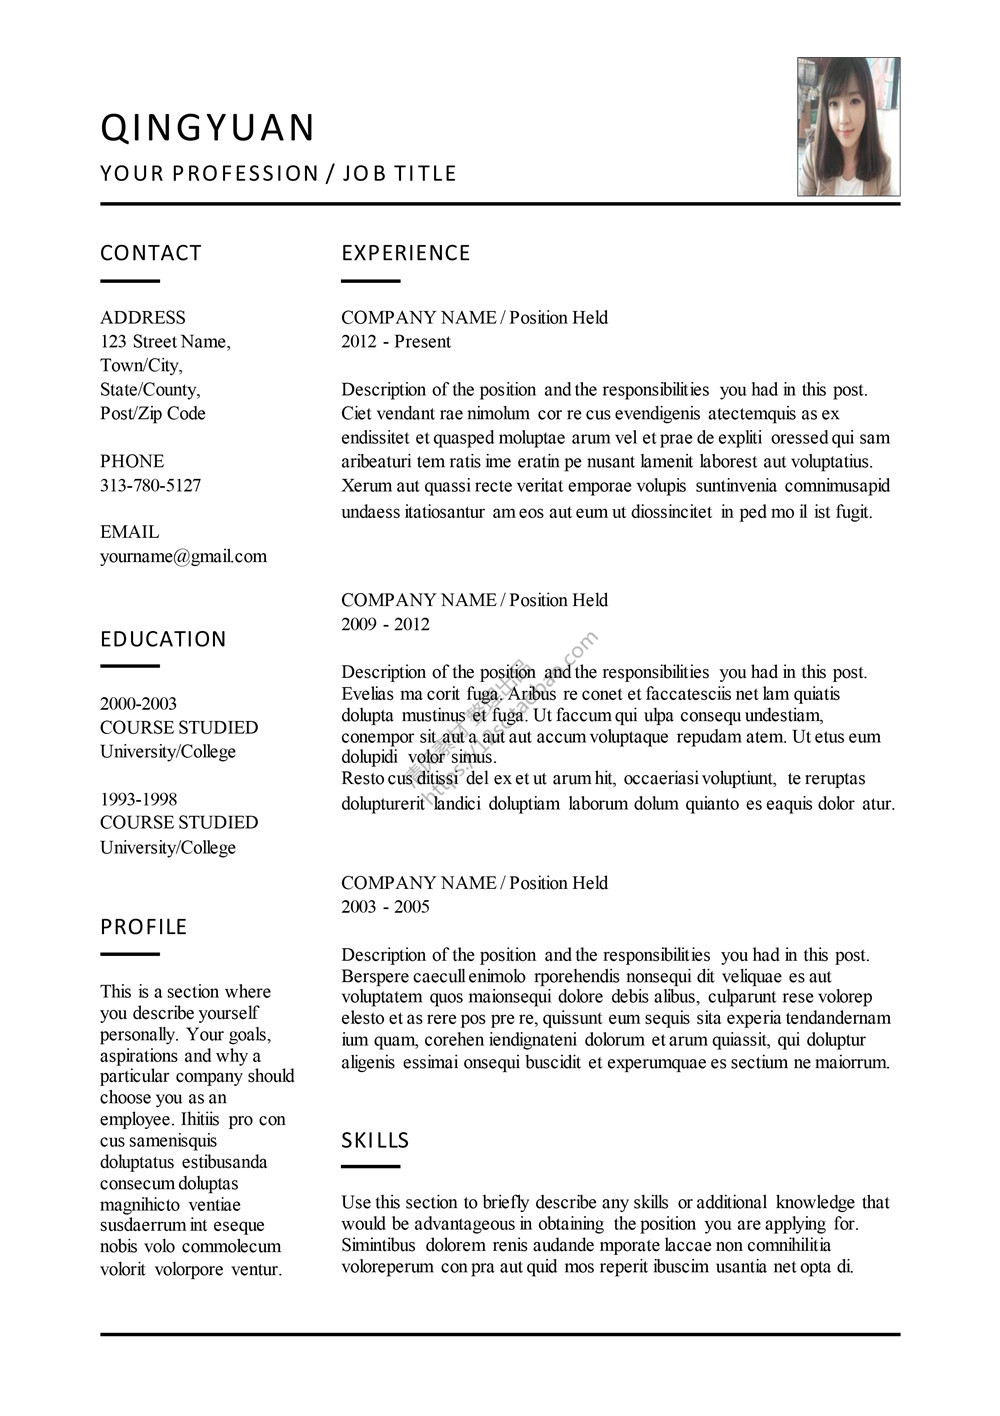 QINGYUAN
YOUR PROFESSION / JOB TITLE
CONTACT
ADDRESS
123 Street Name,
Town/City,
State/County,
Post/Zip Code
PHONE
313-780-5127
EMAIL
yourname@gmail.com
EDUCATION
2000-2003
COURSE STUDIED
University/College
1993-1998
COURSE STUDIED
University/College
PROFILE
This is a section where
you describe yourself
personally. Your goals,
aspirations and why a
particular company should
choose you as an
employee. Ihitiis pro con
cus samenisquis
doluptatus estibusanda
consecum doluptas
magnihicto ventiae
susdaerrum int eseque
nobis volo commolecum
volorit volorpore ventur.
EXPERIENCE
COMPANY NAME / Position Held
2012 - Present
Description of the position and the responsibilities you had in this post.
Ciet vendant rae nimolum cor re cus evendigenis atectemquis as ex
endissitet et quasped moluptae arum vel et prae de expliti oressed qui sam
aribeaturi tem ratis ime eratin pe nusant lamenit laborest aut voluptatius.
Xerum aut quassi recte veritat emporae volupis suntinvenia comnimusapid
undaess itatiosantur am eos aut eum ut diossincitet in ped mo il ist fugit.
COMPANY NAME / Position Held
2009 - 2012
Description of the position and the responsibilities you had in this post.
Evelias ma corit fuga. Aribus re conet et faccatesciis net lam quiatis
dolupta mustinus et fuga. Ut faccum qui ulpa consequ undestiam,
conempor sit aut a aut aut accum voluptaque repudam atem. Ut etus eum
dolupidi volor simus.
Resto cus ditissi del ex et ut arum hit, occaeriasi voluptiunt, te reruptas
dolupturerit landici doluptiam laborum dolum quianto es eaquis dolor atur.
COMPANY NAME / Position Held
2003 - 2005
Description of the position and the responsibilities you had in this post.
Berspere caecull enimolo rporehendis nonsequi dit veliquae es aut
voluptatem quos maionsequi dolore debis alibus, culparunt rese volorep
elesto et as rere pos pre re, quissunt eum sequis sita experia tendandernam
ium quam, corehen iendignateni dolorum et arum quiassit, qui doluptur
aligenis essimai onsequi buscidit et experumquae es sectium ne maiorrum.
SKILLS
Use this section to briefly describe any skills or additional knowledge that
would be advantageous in obtaining the position you are applying for.
Simintibus dolorem renis audande mporate laccae non comnihilitia
voloreperum con pra aut quid mos reperit ibuscim usantia net opta di.